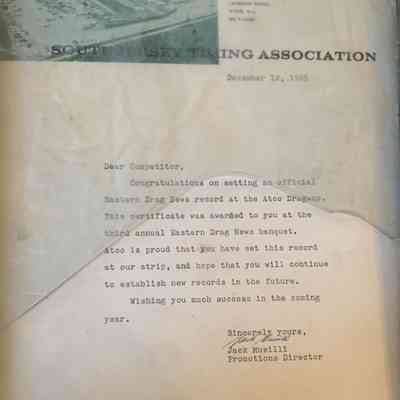 SOUTH JERSEY TIMING ASSOCIATION
December 12, 1965
Dear Competitor,
Congratulations on setting an official
Eastern Drag News record at the Atco Dragway.
This certificate was awarded to you at the
third annual Eastern Drag News banquet.
Atco is proud that you have set this record
at our strip, and hope that you will continue
to establish new records in the future.
Wishing you much success in the coming
year.
Sincerely yours,
Jack Musilli
Promotions Director